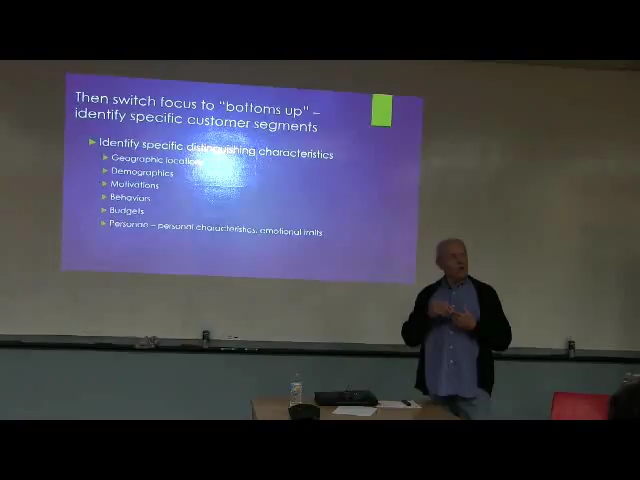 Then switch focus to "bottoms up" –
identify specific customer segments
Identify specific distinguishing characteristics
Geographic locations
Demographics
Motivations
Behaviors
Budgets
Personae – personal characteristics, emotional traits